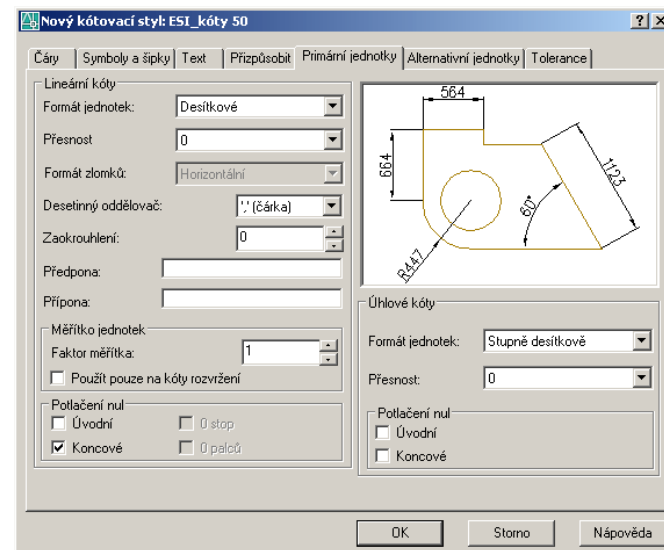 Nový kótovací styl: ESI_kóty 50
Čáry Symboly a šipky Text Přizpůsobit Primární jednotky Alternativní jednotky Tolerance
Lineární kóty
Formát jednotek: Desítkové
Přesnost 0
Formát zlomků: Horizontální
Desetinný oddělovač: ',' (čárka)
Zaokrouhlení: 0
Předpona:
Přípona:
Měřítko jednotek
Faktor měřítka: 1
Použít pouze na kóty rozvržení
Potlačení nul
Úvodní 0 stop
Koncové 0 palců
564
664
1123
60°
R447
Úhlové kóty
Formát jednotek: Stupně desítkově
Přesnost: 0
Potlačení nul
Úvodní
Koncové
OK Storno Nápověda